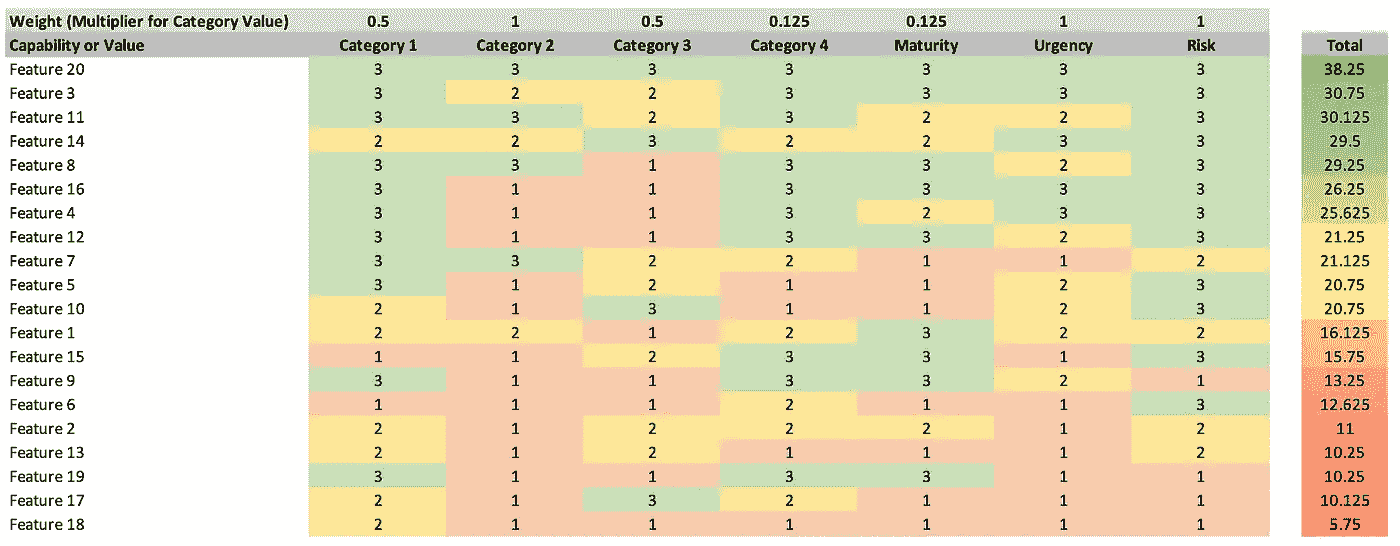 Weight (Multiplier for Category Value) 0.5 1 0.5 0.125 0.125 1 1
Capability or Value Category 1 Category 2 Category 3 Category 4 Maturity Urgency Risk Total
Feature 20 3 3 3 3 3 3 3 38.25
Feature 3 3 2 2 3 3 3 3 30.75
Feature 11 3 3 2 3 2 2 3 30.125
Feature 14 2 2 3 2 2 3 3 29.5
Feature 8 3 3 1 3 3 2 3 29.25
Feature 16 3 1 1 3 3 3 3 26.25
Feature 4 3 1 1 3 2 3 3 25.625
Feature 12 3 1 1 3 3 2 3 21.25
Feature 7 3 3 2 2 1 1 2 21.125
Feature 5 3 1 2 1 1 2 3 20.75
Feature 10 2 1 3 1 1 2 3 20.75
Feature 1 2 2 1 2 3 2 2 16.125
Feature 15 1 1 2 3 3 1 3 15.75
Feature 9 3 1 1 3 3 2 1 13.25
Feature 6 1 1 1 2 1 1 3 12.625
Feature 2 2 1 2 2 2 1 2 11
Feature 13 2 1 2 1 1 1 2 10.25
Feature 19 3 1 1 3 3 1 1 10.25
Feature 17 2 1 3 2 1 1 1 10.125
Feature 18 2 1 1 1 1 1 1 5.75